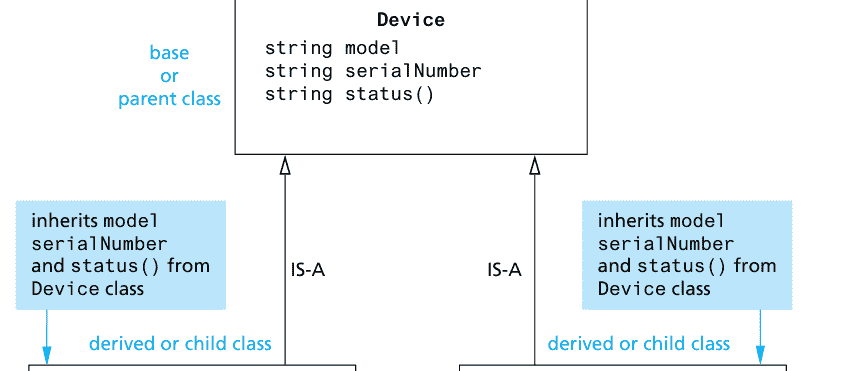 Device
string model
string serialNumber
string status()
base
or
parent class
inherits model
serialNumber
and status() from
Device class
inherits model
serialNumber
and status() from
Device class
IS-A
IS-A
derived or child class
derived or child class